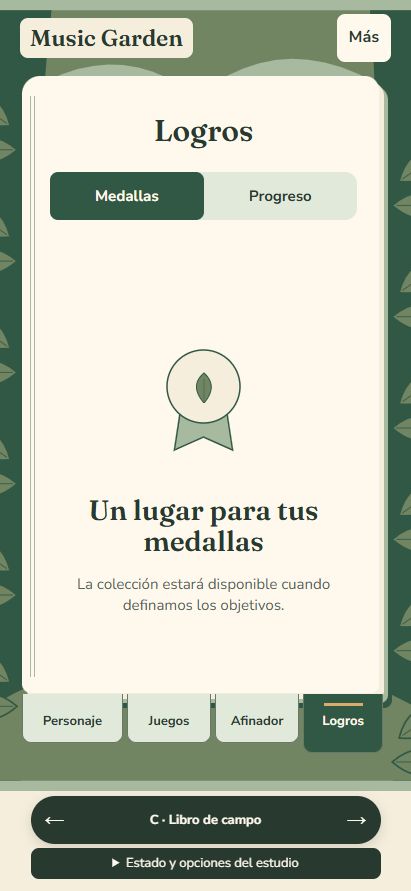 Music Garden
Más
Logros
Medallas
Progreso
Un lugar para tus
medallas
La colección estará disponible cuando
definamos los objetivos.
Personaje
Juegos
Afinador
Logros
← C · Libro de campo →
▶ Estado y opciones del estudio